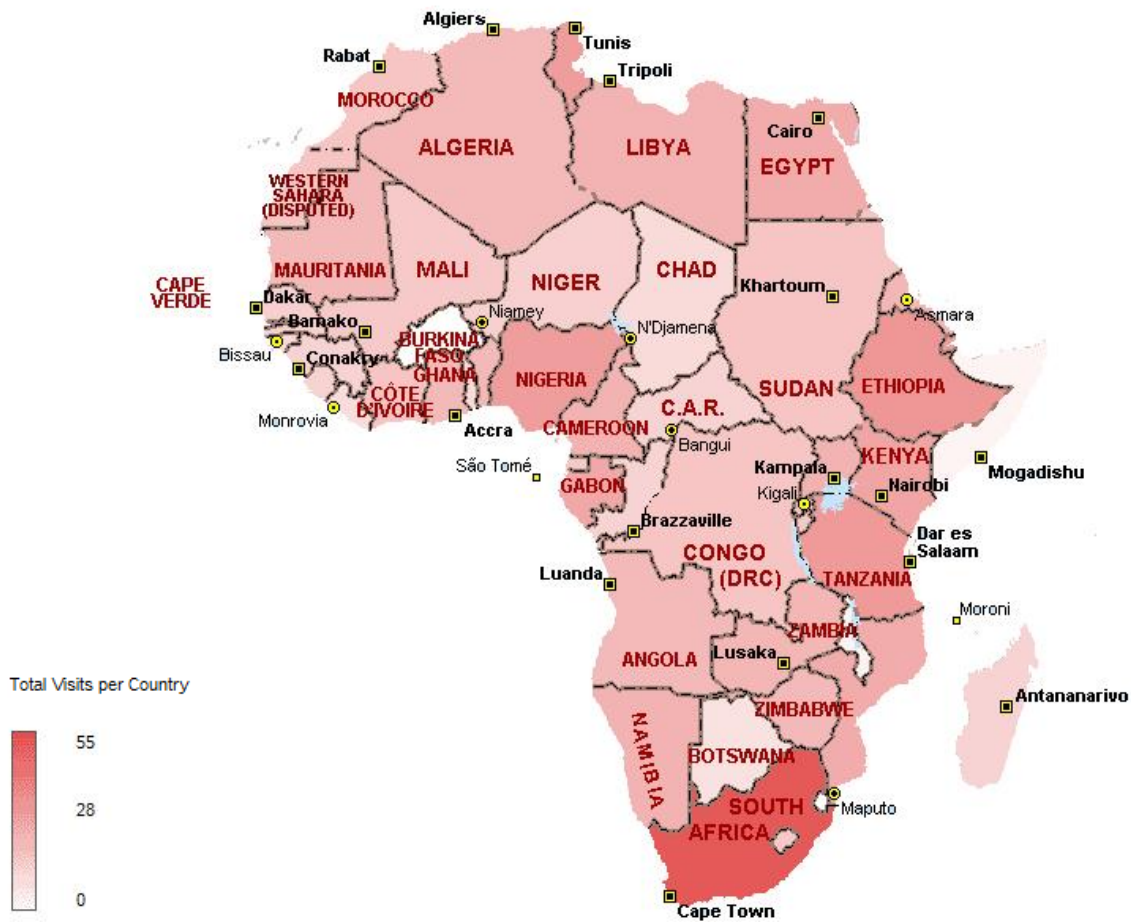 Algiers
Tunis
Rabat
Tripoli
MOROCCO
Cairo
ALGERIA
LIBYA
EGYPT
WESTERN
SAHARA
(DISPUTED)
MAURITANIA
MALI
NIGER
CHAD
CAPE
VERDE
Dakar
Khartoum
Niamey
Asmara
Bamako
N'Djamena
BURKINA
FASO
Bissau
Conakry
GHANA
NIGERIA
SUDAN
ETHIOPIA
CÔTE
D'IVOIRE
C.A.R.
Monrovia
Accra
CAMEROON
Bangui
KENYA
São Tomé
Kampala
Mogadishu
GABON
Kigali
Nairobi
Brazzaville
Dar es
Salaam
CONGO
(DRC)
Luanda
TANZANIA
Moroni
ZAMBIA
Lusaka
ANGOLA
Total Visits per Country
Antananarivo
ZIMBABWE
NAMIBIA
55
BOTSWANA
28
SOUTH
AFRICA
Maputo
0
Cape Town